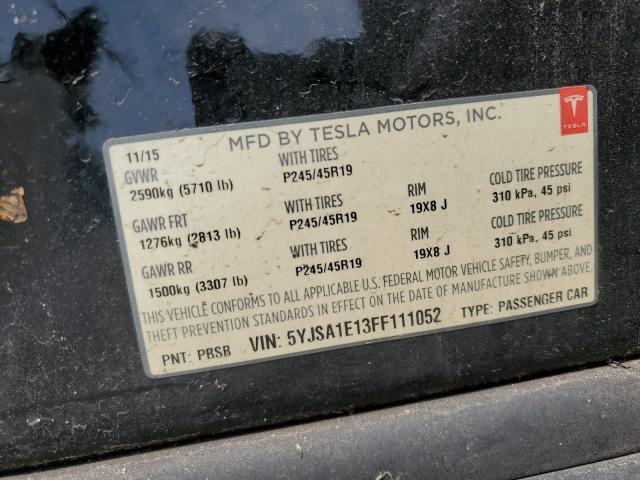 MFD BY TESLA MOTORS, INC.
TESLA
11/15
GVWR WITH TIRES
2590kg (5710 lb) P245/45R19
GAWR FRT WITH TIRES RIM COLD TIRE PRESSURE
1276kg (2813 lb) P245/45R19 19X8 J 310 kPa, 45 psi
GAWR RR WITH TIRES RIM COLD TIRE PRESSURE
1500kg (3307 lb) P245/45R19 19X8 J 310 kPa, 45 psi
THIS VEHICLE CONFORMS TO ALL APPLICABLE U.S. FEDERAL MOTOR VEHICLE SAFETY, BUMPER, AND
THEFT PREVENTION STANDARDS IN EFFECT ON THE DATE OF MANUFACTURE SHOWN ABOVE.
PNT: PBSB VIN: 5YJSA1E13FF111052 TYPE: PASSENGER CAR